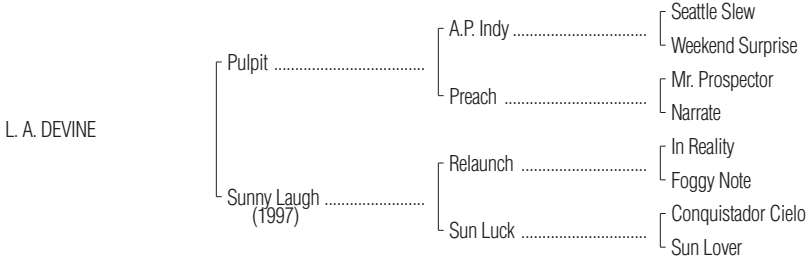 Seattle Slew
A.P. Indy ..................................
Weekend Surprise
Pulpit ......................................
Mr. Prospector
Preach ....................................
Narrate
L. A. DEVINE
In Reality
Relaunch ................................
Foggy Note
Sunny Laugh .........................
(1997)
Conquistador Cielo
Sun Luck ................................
Sun Lover